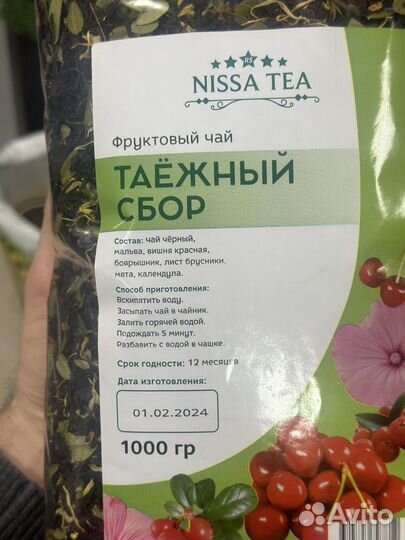 RS
NISSA TEA
Фруктовый чай
ТАЁЖНЫЙ
СБОР
Состав: чай чёрный,
мальва, вишня красная,
боярышник, лист брусники.
мята, календула.
Способ приготовления:
Вскипятить воду.
Засыпать чай в чайник.
Залить горячей водой.
Подождать 5 минут.
Разбавить с водой в чашке.
Срок годности: 12 месяцев
Дата изготовления:
01.02.2024
1000 гр
Avito